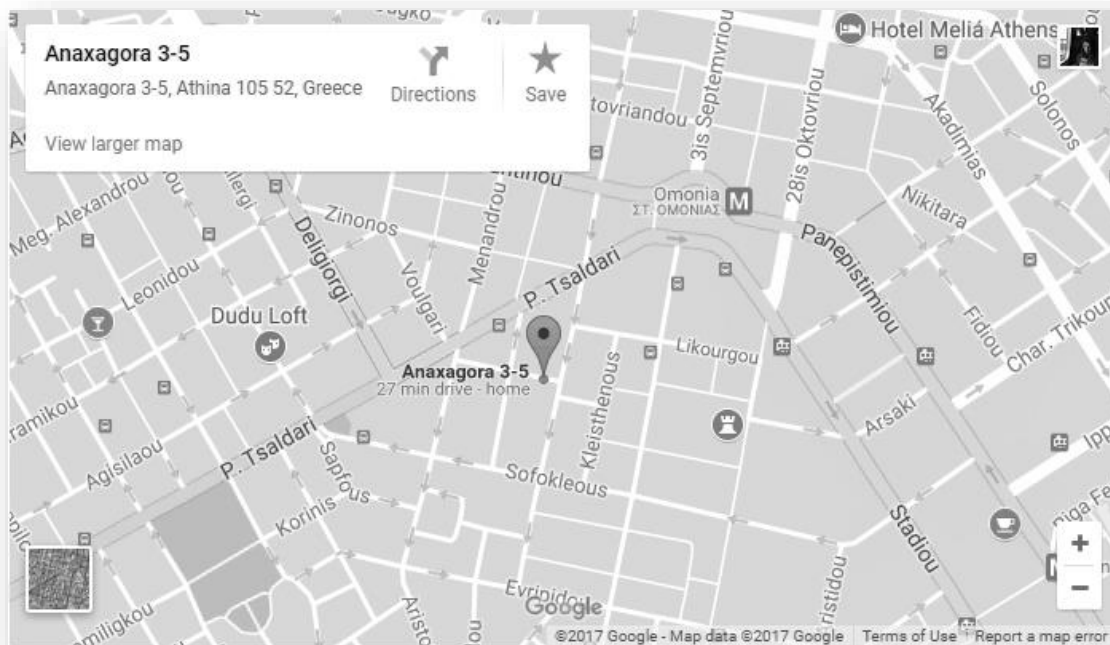 Anaxagora 3-5
Anaxagora 3-5, Athina 105 52, Greece
Directions
Save
View larger map
Hotel Meliá Athens
3is Septemvriou
28is Oktovriou
Akadimias
Solonos
Omonia
ΣΤ. ΟΜΟΝΙΑΣ
M
Nikitara
Meg. Alexandrou
Zinonos
Menandrou
Deligiorgi
Voulgari
Leonidou
P. Tsaldari
Panepistimiou
Fidiou
Dudu Loft
Likourgou
Anaxagora 3-5
27 min drive - home
Kleisthenous
Arsaki
Agisilaou
P. Tsaldari
Sapfous
Sofokleous
Korinis
Stadiou
Evripidou
Google
+
−
©2017 Google - Map data ©2017 Google
Terms of Use
Report a map error